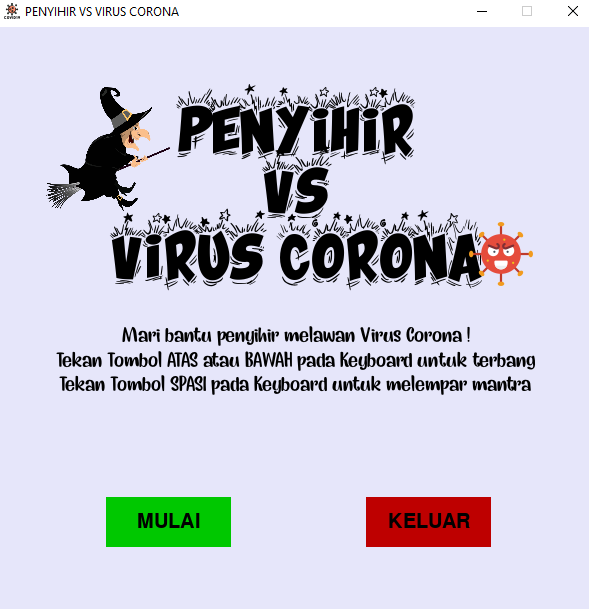 PENYIHIR VS VIRUS CORONA
PENYIHIR
VS
VIRUS CORONA
Mari bantu penyihir melawan Virus Corona !
Tekan Tombol ATAS atau BAWAH pada Keyboard untuk terbang
Tekan Tombol SPASI pada Keyboard untuk melempar mantra
MULAI
KELUAR